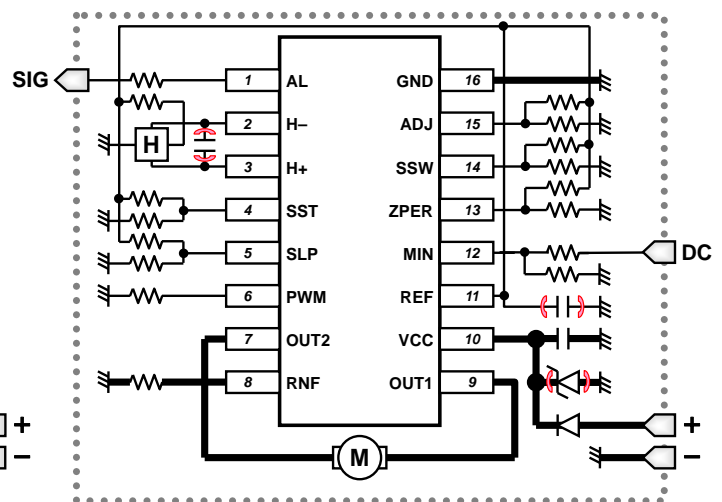 SIG
1 AL
2 H–
3 H+
4 SST
5 SLP
6 PWM
7 OUT2
8 RNF
GND 16
ADJ 15
SSW 14
ZPER 13
MIN 12
REF 11
VCC 10
OUT1 9
H
M
DC
+
–
+
–